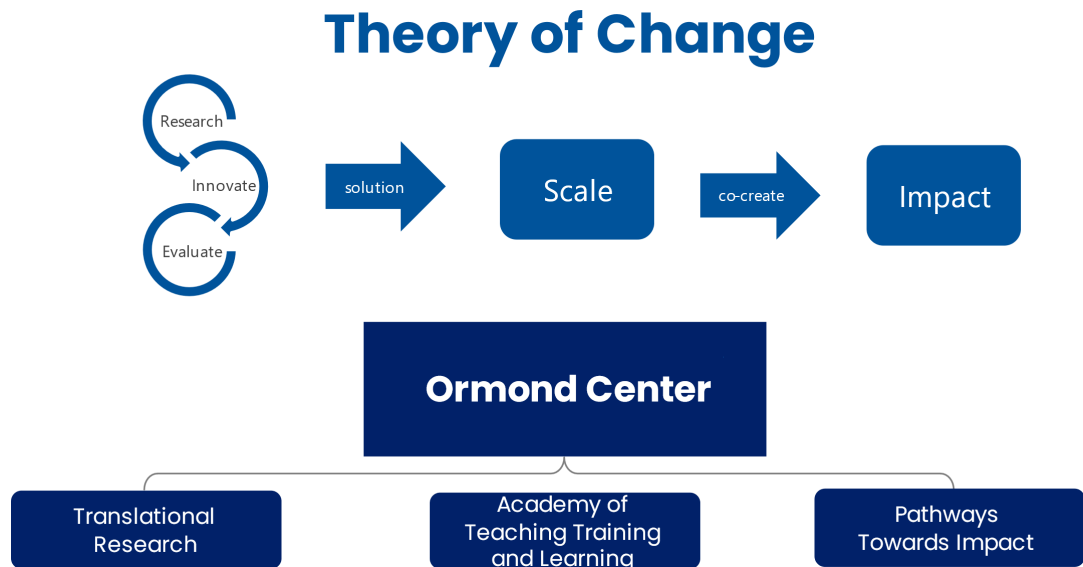 Theory of Change
Research
Innovate
Evaluate
solution
Scale
co-create
Impact
Ormond Center
Translational
Research
Academy of
Teaching Training
and Learning
Pathways
Towards Impact